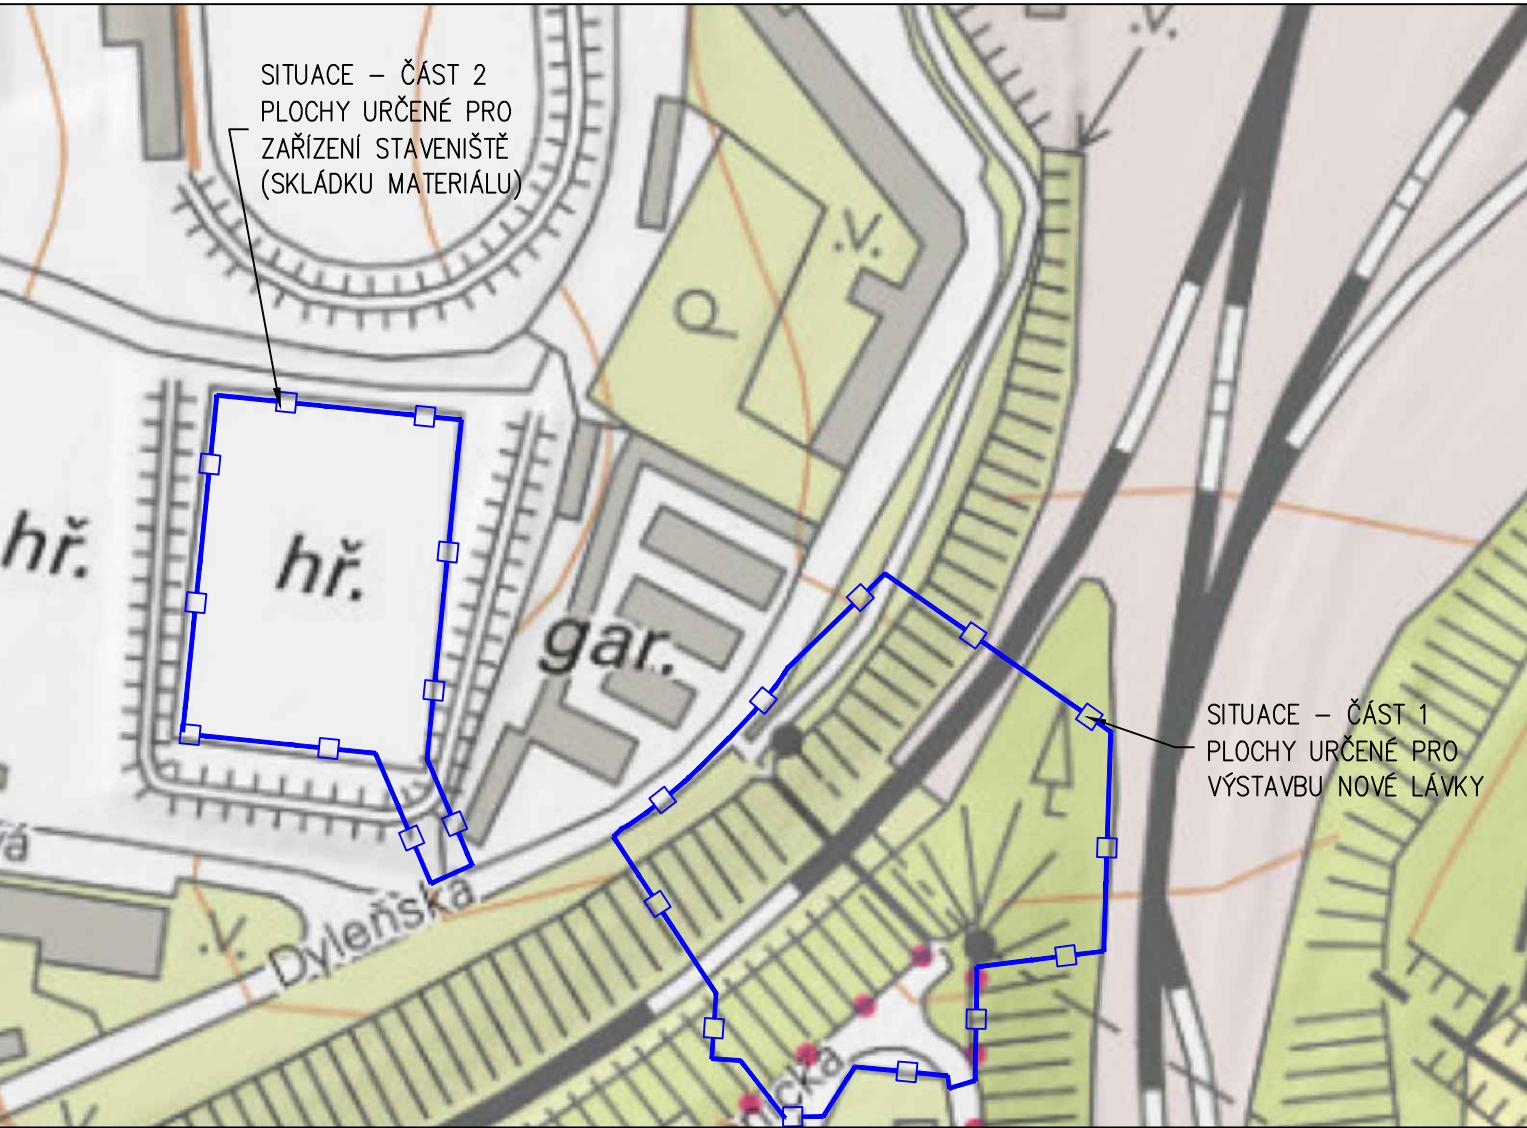 SITUACE – ČÁST 2
PLOCHY URČENÉ PRO
ZAŘÍZENÍ STAVENIŠTĚ
(SKLÁDKU MATERIÁLU)
hř.
hř.
gar.
SITUACE – ČÁST 1
PLOCHY URČENÉ PRO
VÝSTAVBU NOVÉ LÁVKY
vá
Dyleňská